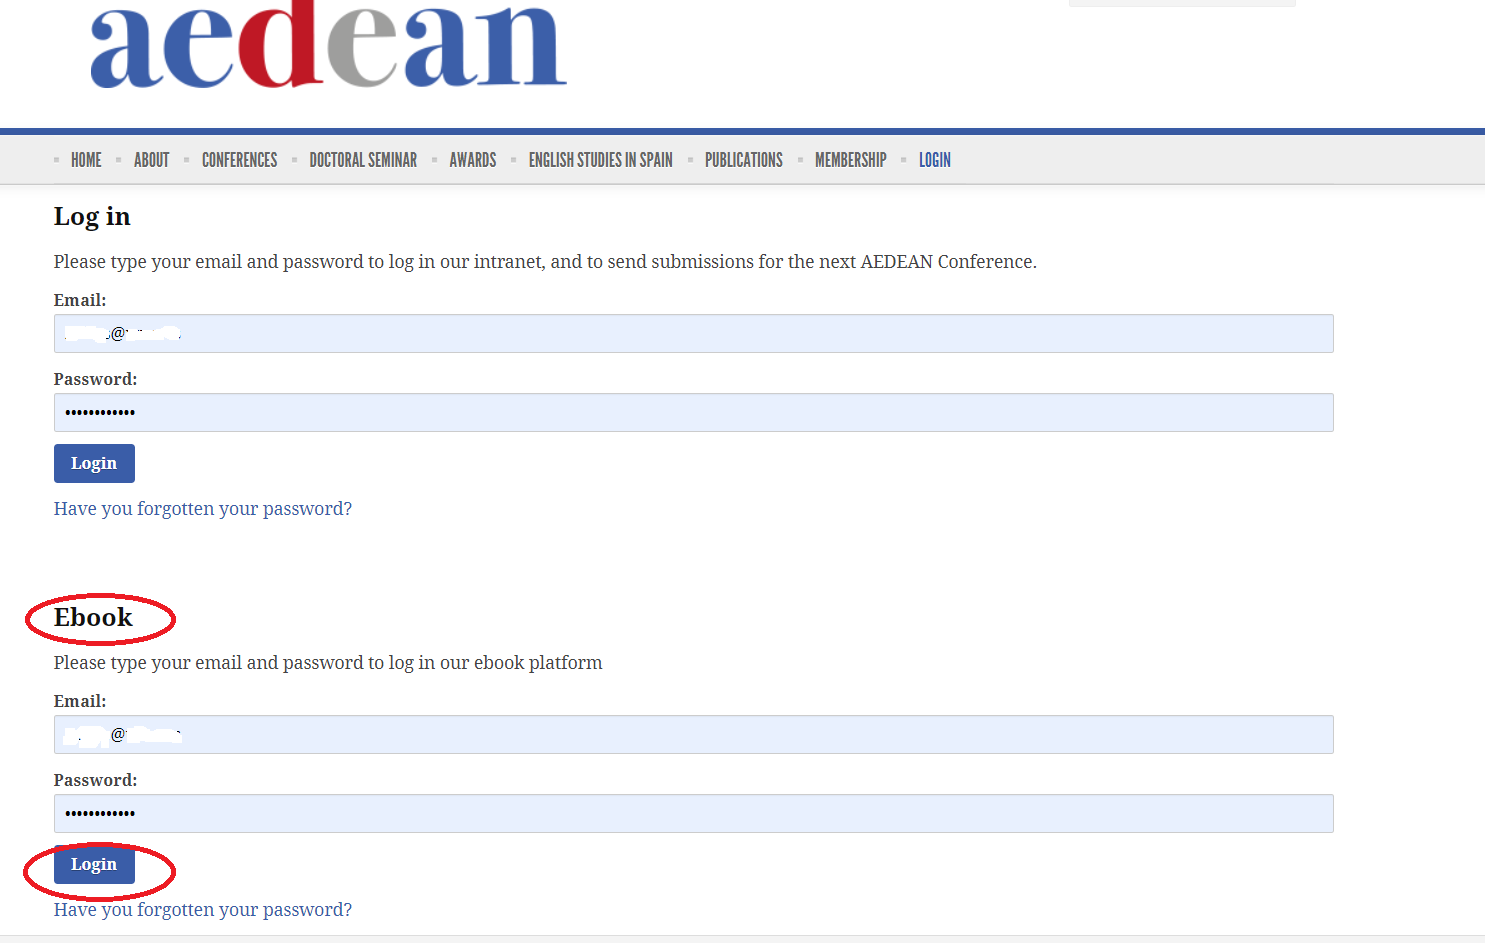 aedean
HOME ABOUT CONFERENCES DOCTORAL SEMINAR AWARDS ENGLISH STUDIES IN SPAIN PUBLICATIONS MEMBERSHIP LOGIN
Log in
Please type your email and password to log in our intranet, and to send submissions for the next AEDEAN Conference.
Email:
@
Password:
••••••••••••
Login
Have you forgotten your password?
Ebook
Please type your email and password to log in our ebook platform
Email:
@
Password:
••••••••••••
Login
Have you forgotten your password?